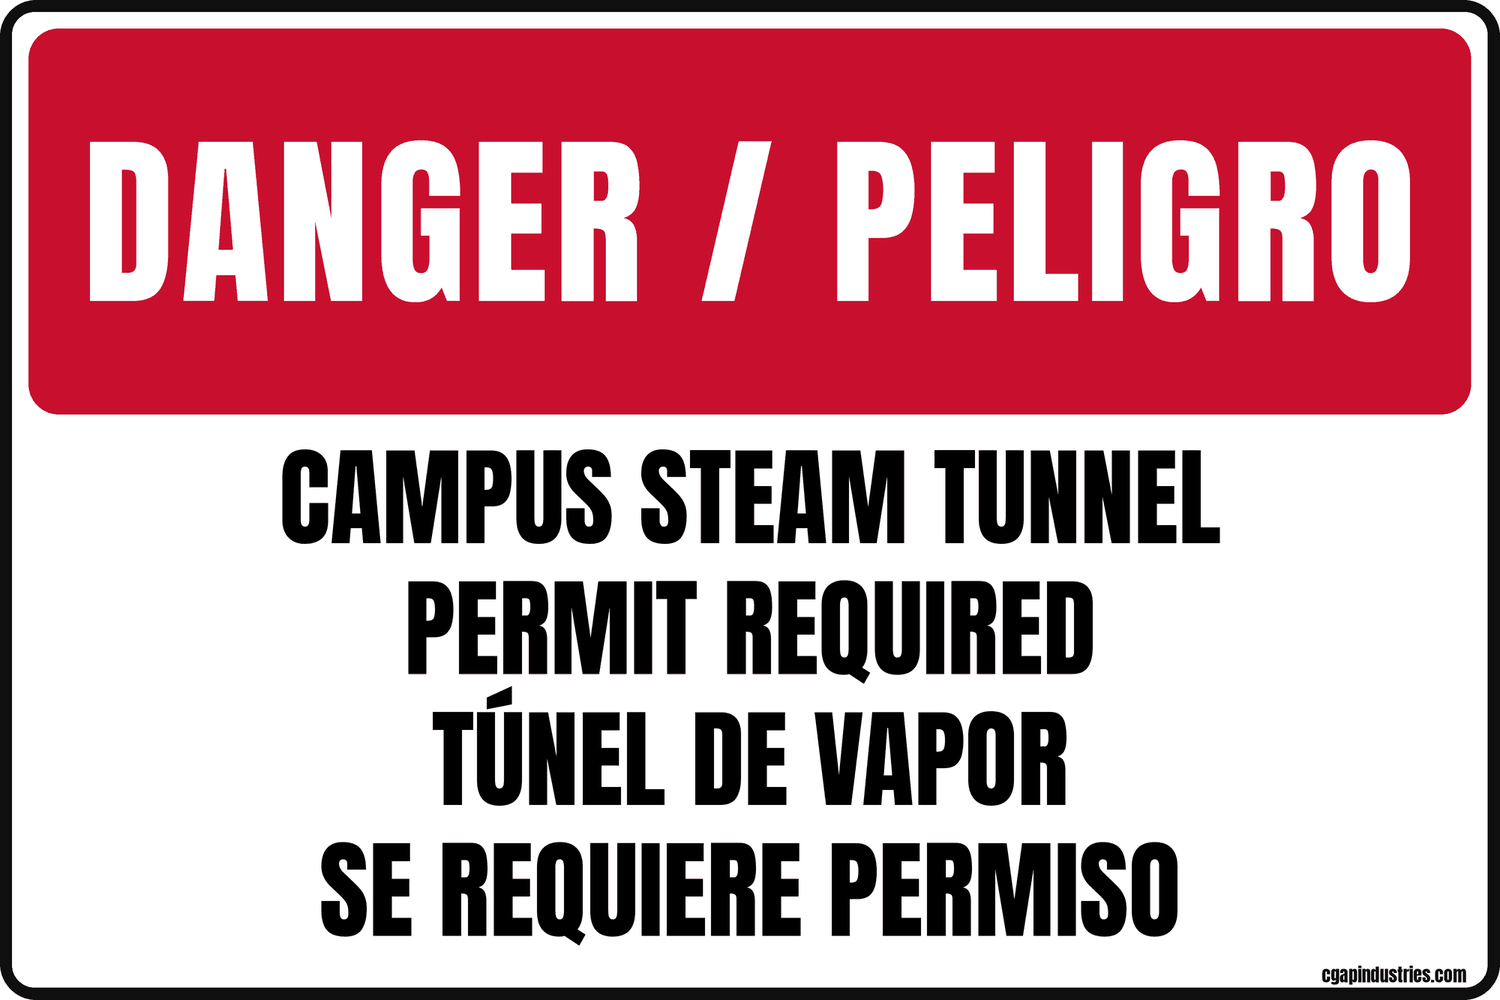 DANGER / PELIGRO
CAMPUS STEAM TUNNEL
PERMIT REQUIRED
TÚNEL DE VAPOR
SE REQUIERE PERMISO
cgapindustries.com